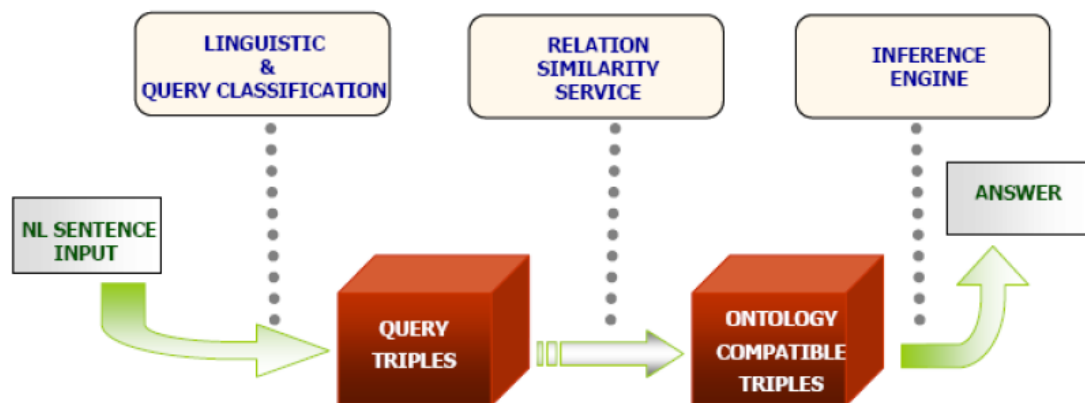 LINGUISTIC
&
QUERY CLASSIFICATION
RELATION
SIMILARITY
SERVICE
INFERENCE
ENGINE
NL SENTENCE
INPUT
ANSWER
QUERY
TRIPLES
ONTOLOGY
COMPATIBLE
TRIPLES